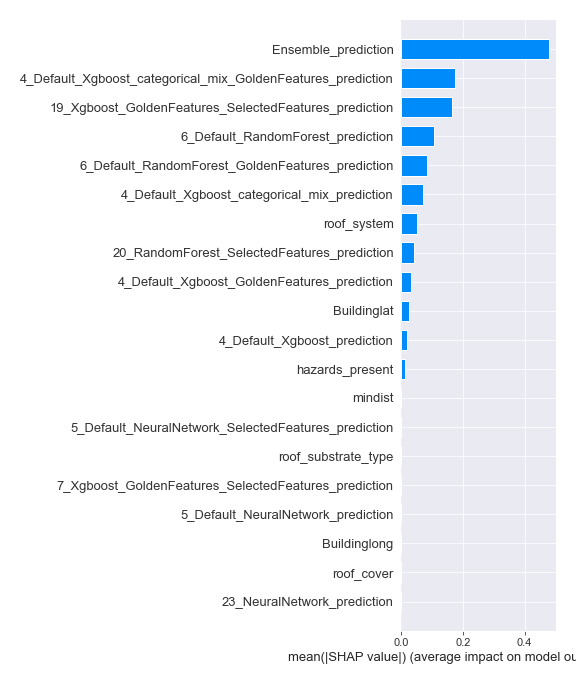 Ensemble_prediction
4_Default_Xgboost_categorical_mix_GoldenFeatures_prediction
19_Xgboost_GoldenFeatures_SelectedFeatures_prediction
6_Default_RandomForest_prediction
6_Default_RandomForest_GoldenFeatures_prediction
4_Default_Xgboost_categorical_mix_prediction
roof_system
20_RandomForest_SelectedFeatures_prediction
4_Default_Xgboost_GoldenFeatures_prediction
Buildinglat
4_Default_Xgboost_prediction
hazards_present
mindist
5_Default_NeuralNetwork_SelectedFeatures_prediction
roof_substrate_type
7_Xgboost_GoldenFeatures_SelectedFeatures_prediction
5_Default_NeuralNetwork_prediction
Buildinglong
roof_cover
23_NeuralNetwork_prediction
0.0 0.2 0.4
mean(|SHAP value|) (average impact on model ou